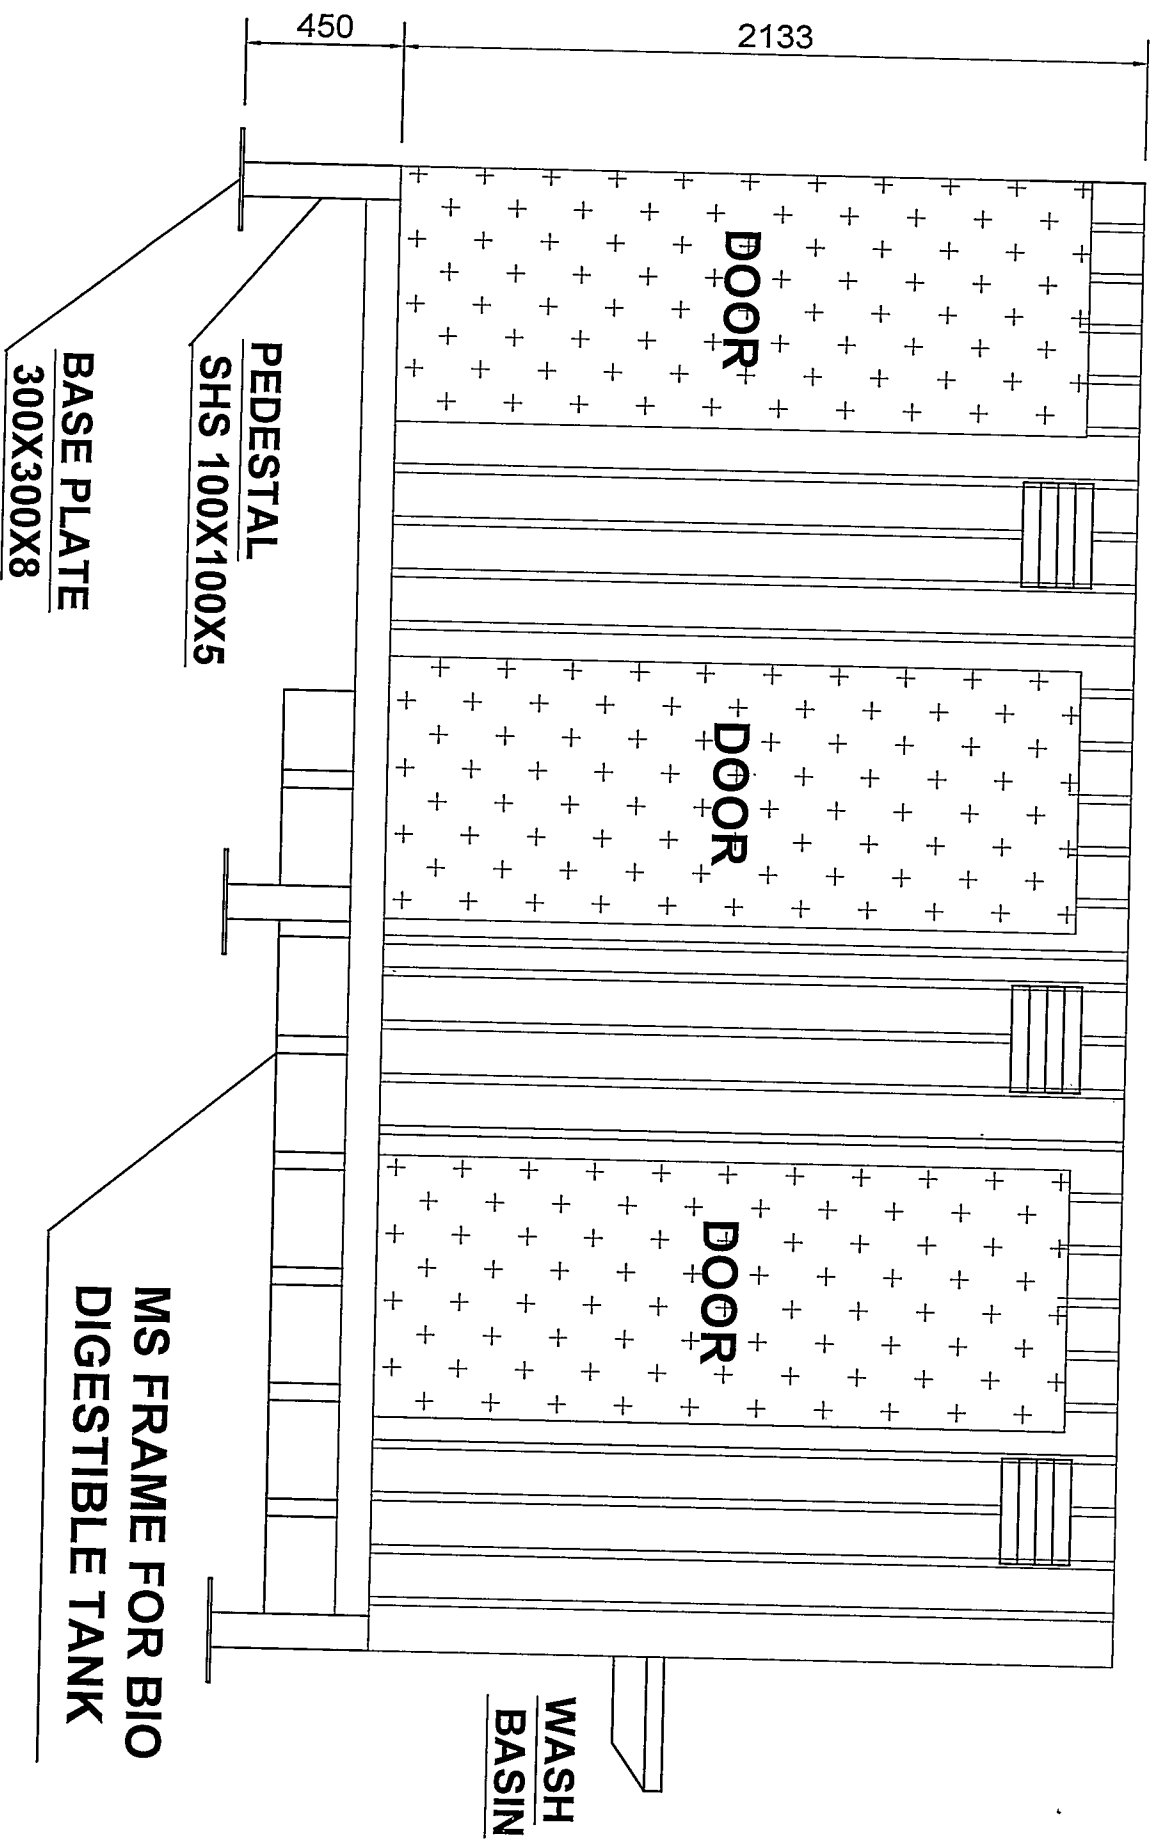 2133
450
DOOR
DOOR
DOOR
WASH
BASIN
PEDESTAL
SHS 100X100X5
BASE PLATE
300X300X8
MS FRAME FOR BIO
DIGESTIBLE TANK